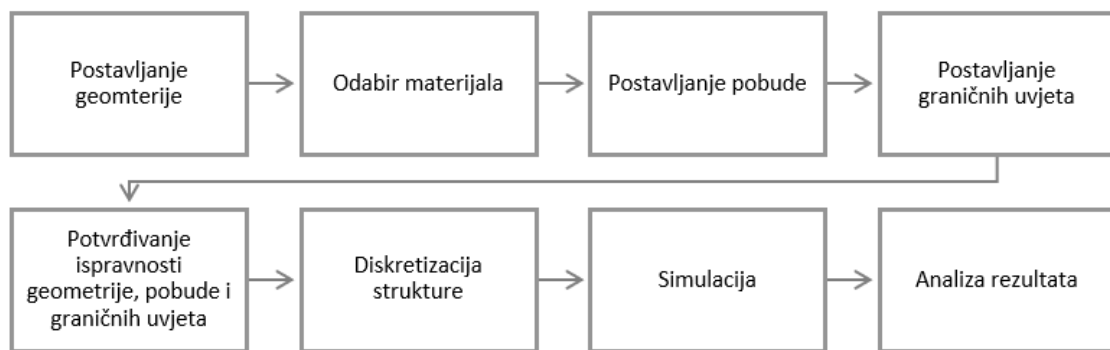 Postavljanje
geomterije
Odabir materijala
Postavljanje pobude
Postavljanje
graničnih uvjeta
Potvrđivanje
ispravnosti
geometrije, pobude i
graničnih uvjeta
Diskretizacija
strukture
Simulacija
Analiza rezultata